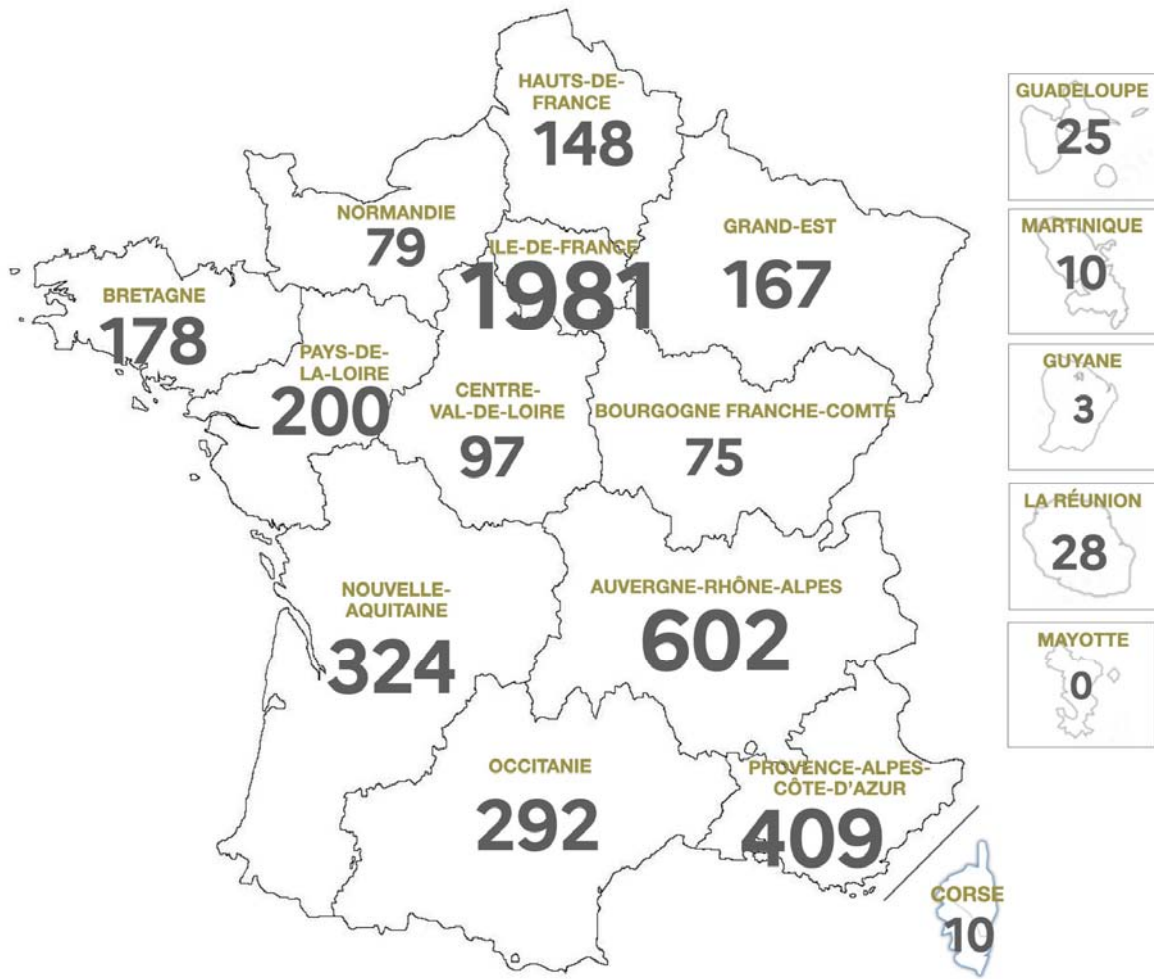 HAUTS-DE-
FRANCE
148
NORMANDIE
79
ILE-DE-FRANCE
1981
GRAND-EST
167
BRETAGNE
178
PAYS-DE-
LA-LOIRE
200
CENTRE-
VAL-DE-LOIRE
97
BOURGOGNE FRANCHE-COMTE
75
NOUVELLE-
AQUITAINE
324
AUVERGNE-RHÔNE-ALPES
602
OCCITANIE
292
PROVENCE-ALPES-
CÔTE-D'AZUR
409
CORSE
10
GUADELOUPE
25
MARTINIQUE
10
GUYANE
3
LA RÉUNION
28
MAYOTTE
0